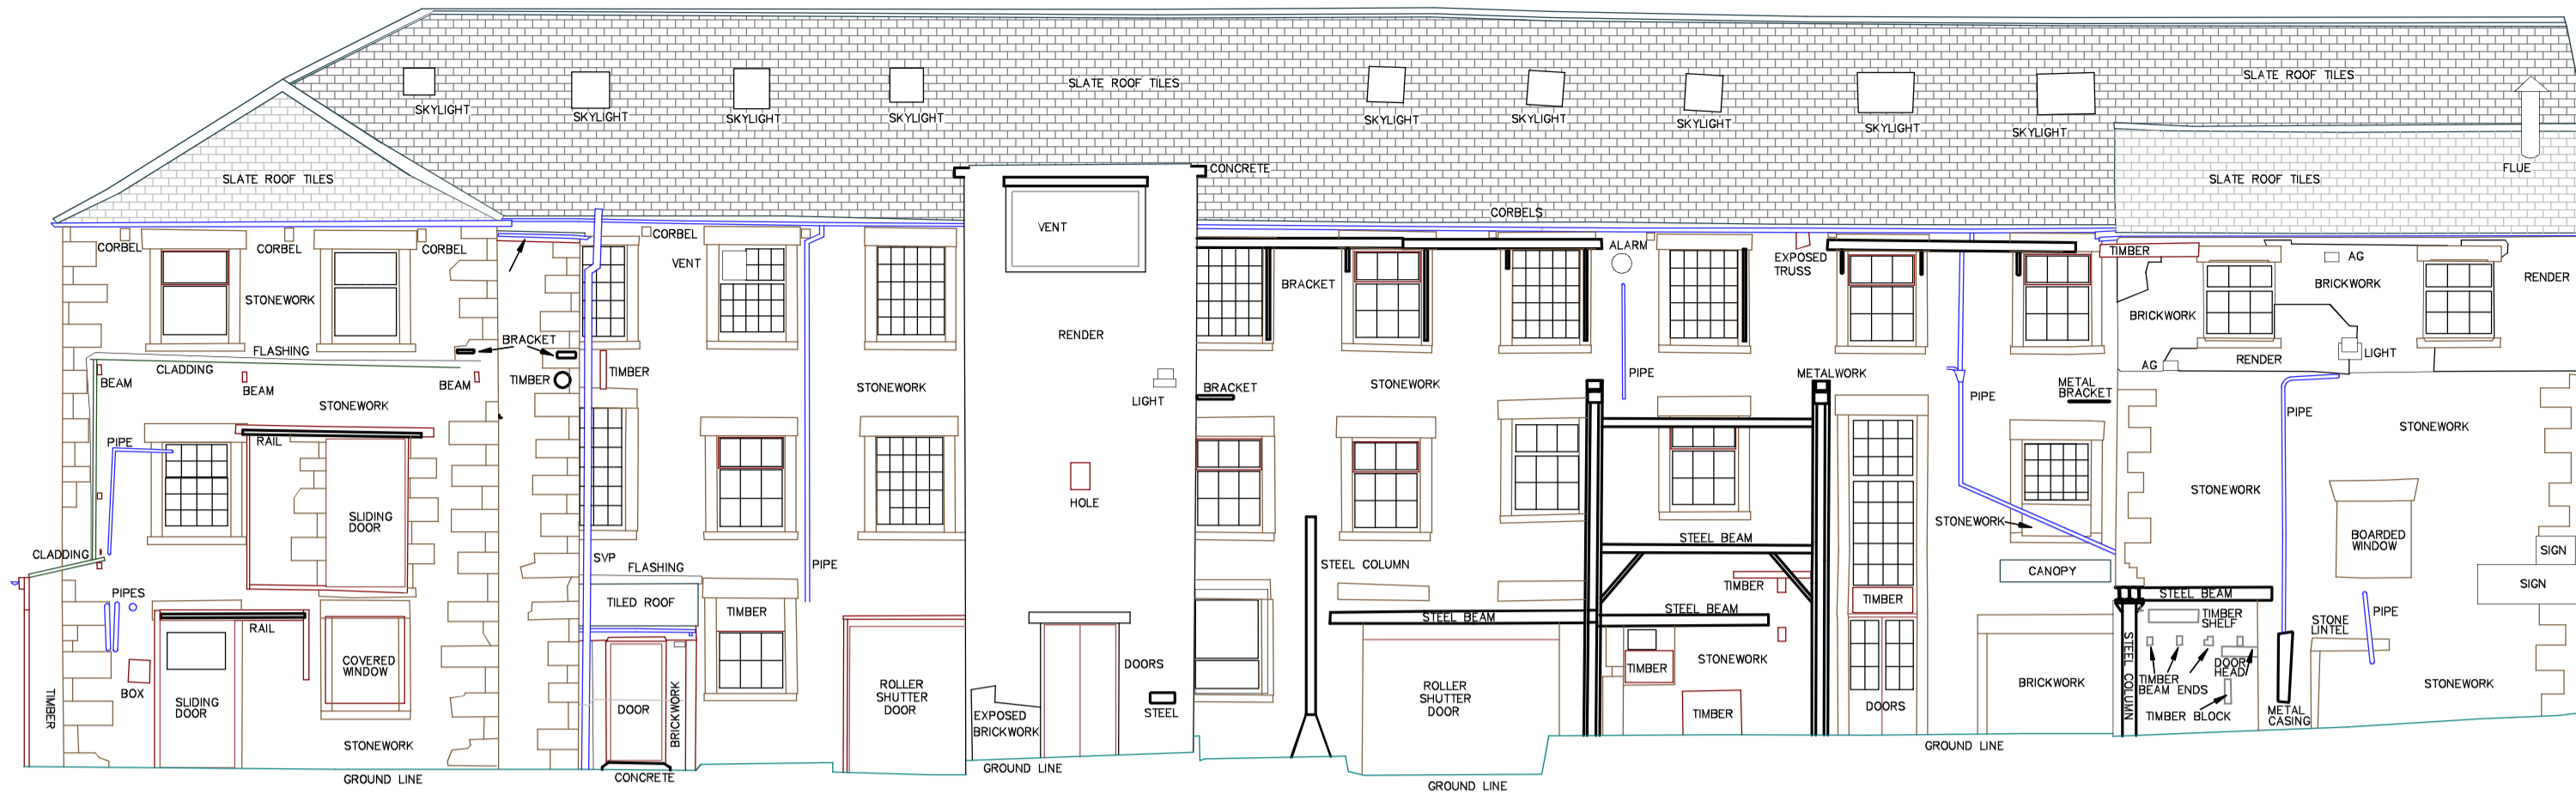 SLATE ROOF TILES
SLATE ROOF TILES
SKYLIGHT
SKYLIGHT
SKYLIGHT
SKYLIGHT
SKYLIGHT
SKYLIGHT
SKYLIGHT
SKYLIGHT
SKYLIGHT
CONCRETE
FLUE
SLATE ROOF TILES
SLATE ROOF TILES
CORBELS
CORBEL
CORBEL
CORBEL
CORBEL
VENT
VENT
ALARM
EXPOSED
TRUSS
TIMBER
AG
BRICKWORK
RENDER
STONEWORK
BRACKET
BRICKWORK
RENDER
BRACKET
FLASHING
CLADDING
LIGHT
RENDER
AG
BEAM
BEAM
BEAM
TIMBER
TIMBER
STONEWORK
LIGHT
BRACKET
STONEWORK
PIPE
METALWORK
PIPE
METAL
BRACKET
PIPE
STONEWORK
STONEWORK
PIPE
RAIL
SLIDING
DOOR
HOLE
STONEWORK
STONEWORK
BOARDED
WINDOW
SIGN
SIGN
CLADDING
SVP
FLASHING
PIPE
STEEL COLUMN
STEEL BEAM
CANOPY
PIPES
TILED ROOF
TIMBER
TIMBER
TIMBER
STEEL BEAM
RAIL
STEEL BEAM
STEEL BEAM
TIMBER
SHELF
PIPE
STONE
LINTEL
COVERED
WINDOW
DOORS
TIMBER
STONEWORK
STEEL COLUMN
DOOR
HEAD
TIMBER
BEAM ENDS
BRICKWORK
STONEWORK
BOX
SLIDING
DOOR
TIMBER
DOOR
BRICKWORK
ROLLER
SHUTTER
DOOR
EXPOSED
BRICKWORK
STEEL
ROLLER
SHUTTER
DOOR
TIMBER
DOORS
TIMBER BLOCK
METAL
CASING
STONEWORK
GROUND LINE
CONCRETE
GROUND LINE
GROUND LINE
GROUND LINE